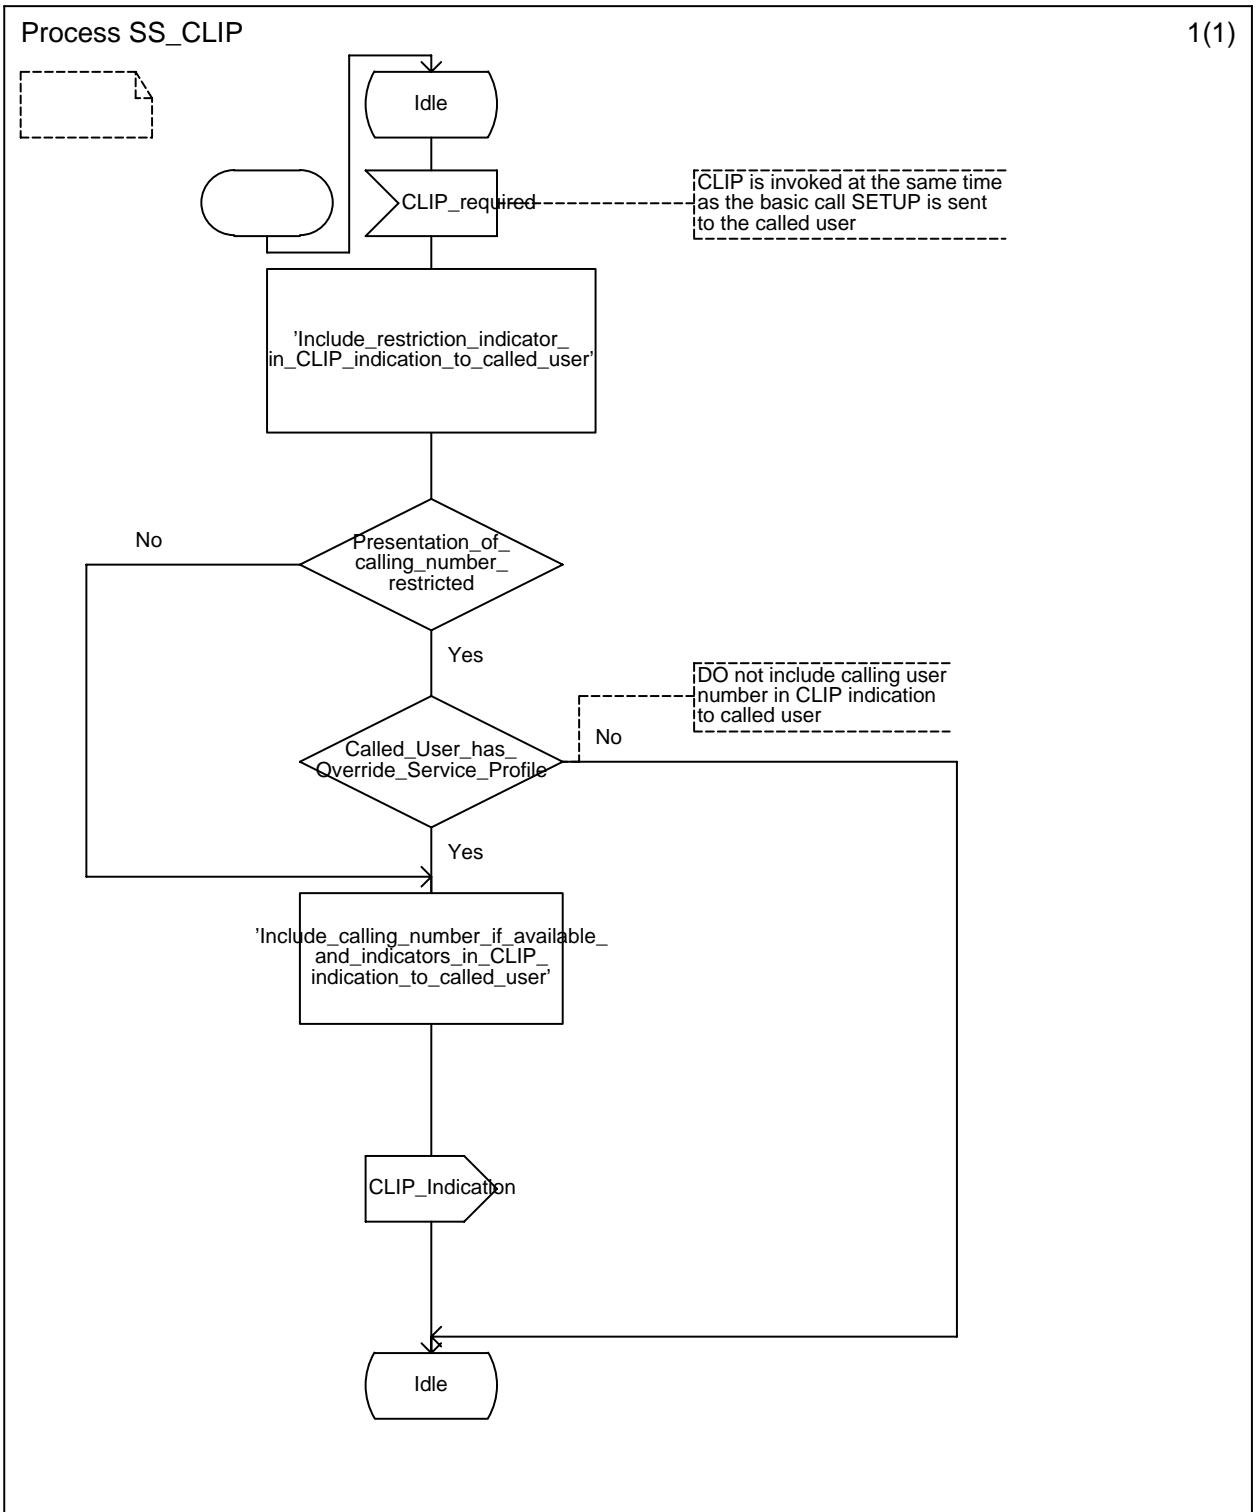 Process SS_CLIP
1(1)
Idle
CLIP_required
CLIP is invoked at the same time
as the basic call SETUP is sent
to the called user
’Include_restriction_indicator_
in_CLIP_indication_to_called_user’
No
Presentation_of_
calling_number_
restricted
Yes
DO not include calling user
number in CLIP indication
to called user
No
Called_User_has_
Override_Service_Profile
Yes
’Include_calling_number_if_available_
and_indicators_in_CLIP_
indication_to_called_user’
CLIP_Indication
Idle